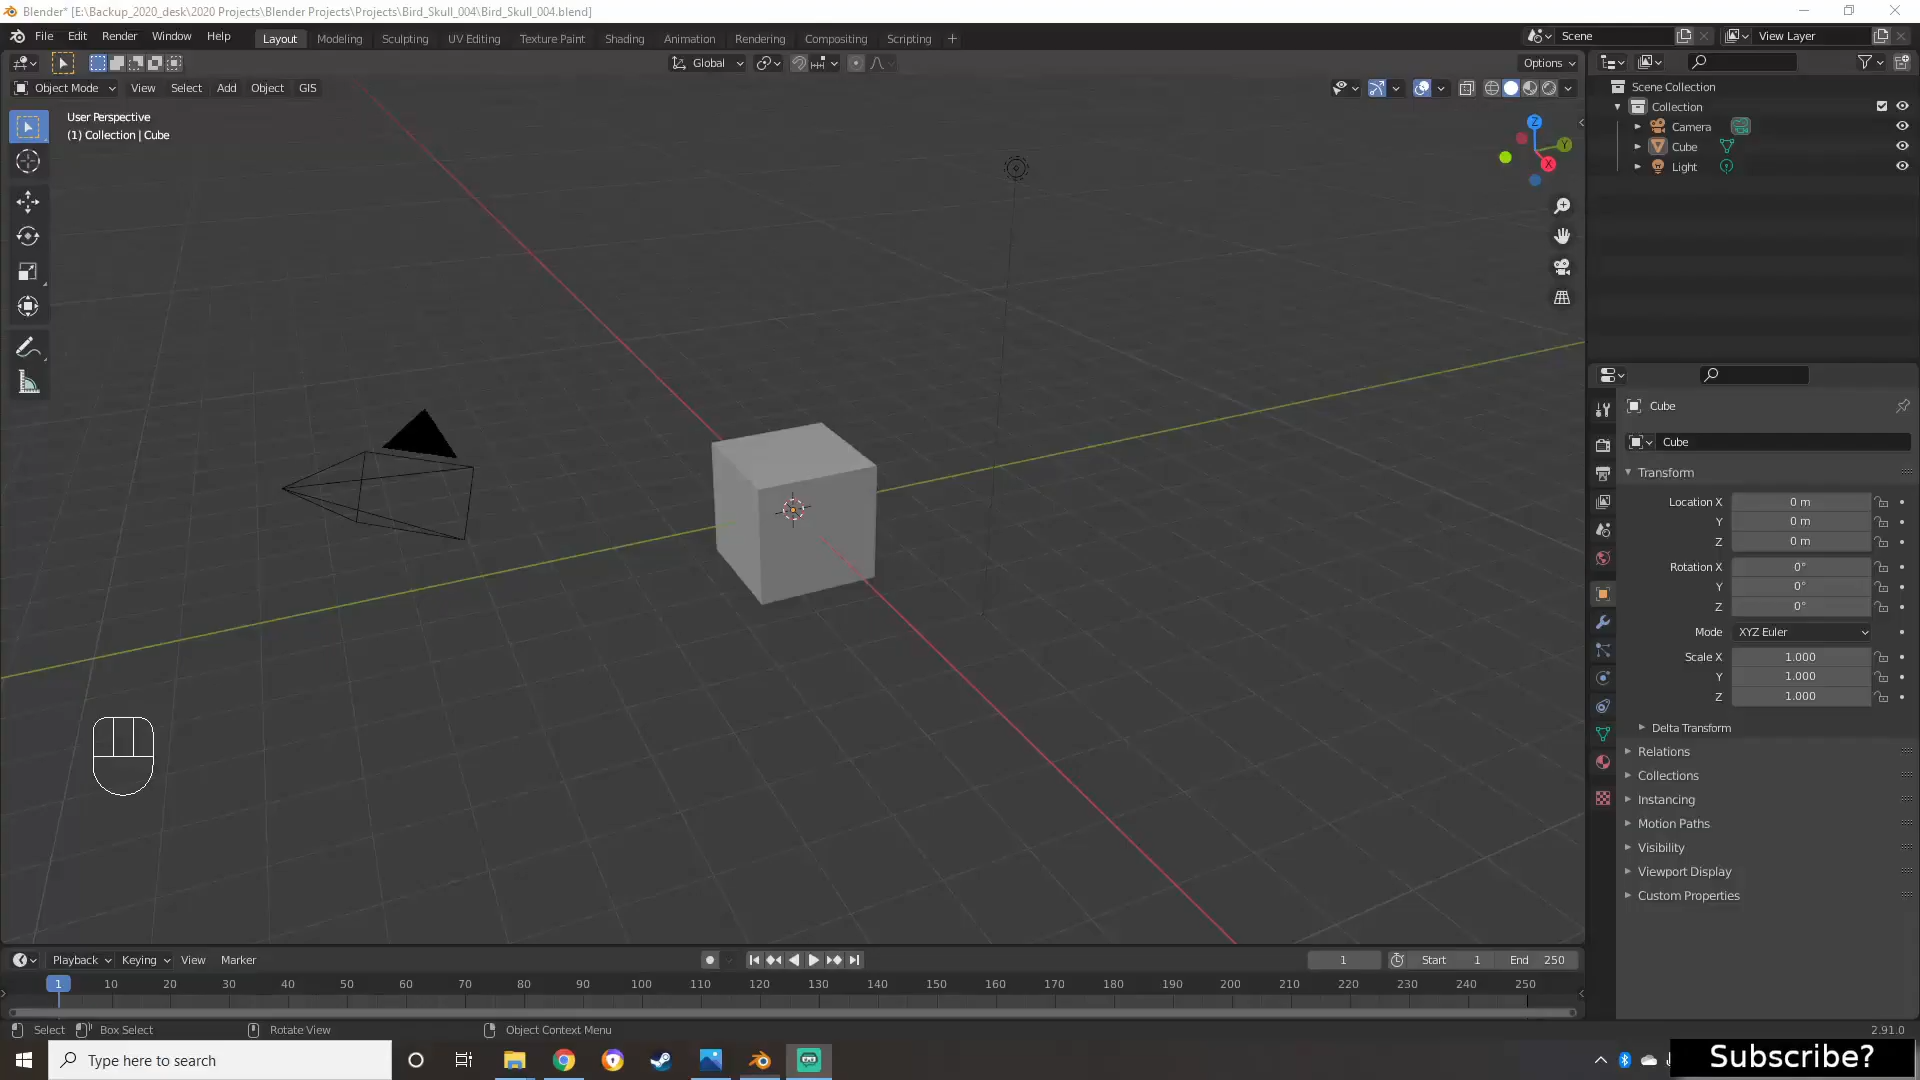 Blender* [E:\Backup_2020_desk\2020 Projects\Blender Projects\Projects\Bird_Skull_004\Bird_Skull_004.blend]
File Edit Render Window Help Layout Modeling Sculpting UV Editing Texture Paint Shading Animation Rendering Compositing Scripting + Scene View Layer
Global Options
Object Mode View Select Add Object GIS
User Perspective
(1) Collection | Cube
Z
Y
X
Scene Collection
Collection
Camera
Cube
Light
Cube
Cube
Transform
Location X 0 m
Y 0 m
Z 0 m
Rotation X 0°
Y 0°
Z 0°
Mode XYZ Euler
Scale X 1.000
Y 1.000
Z 1.000
Delta Transform
Relations
Collections
Instancing
Motion Paths
Visibility
Viewport Display
Custom Properties
Playback Keying View Marker 1 Start 1 End 250
1 10 20 30 40 50 60 70 80 90 100 110 120 130 140 150 160 170 180 190 200 210 220 230 240 250
Select Box Select Rotate View Object Context Menu 2.91.0
Type here to search
Subscribe?